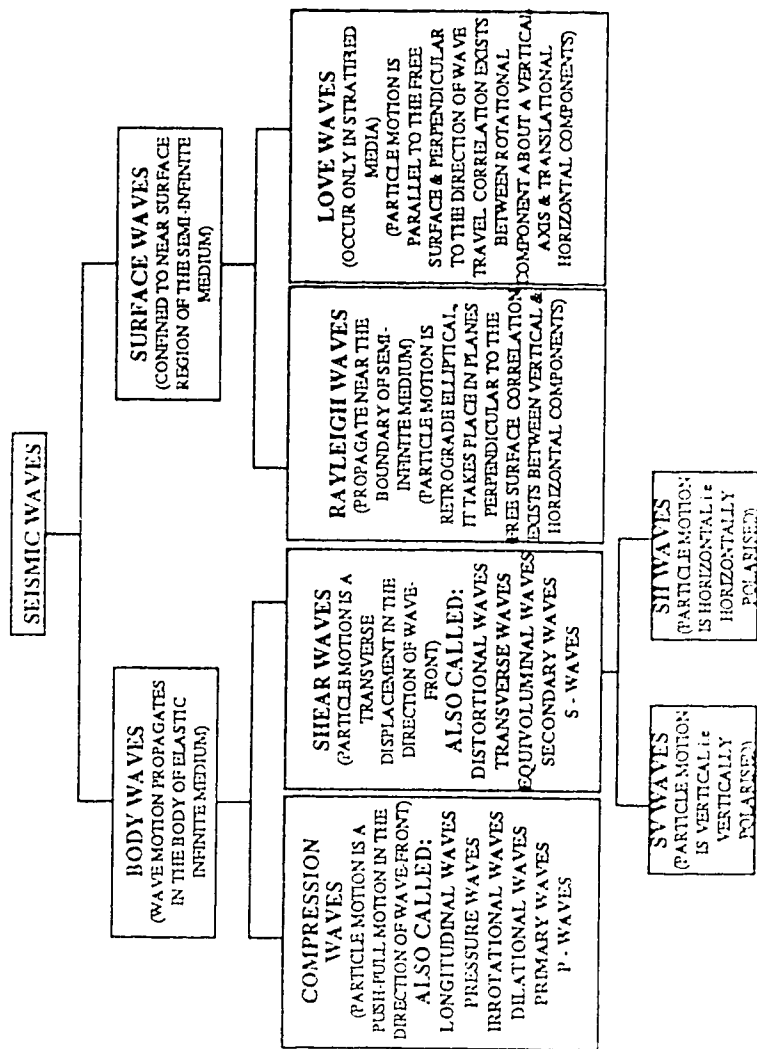 SEISMIC WAVES
BODY WAVES
(WAVE MOTION PROPAGATES
IN THE BODY OF ELASTIC
INFINITE MEDIUM)
SURFACE WAVES
(CONFINED TO NEAR SURFACE
REGION OF THE SEMI-INFINITE
MEDIUM)
COMPRESSION
WAVES
(PARTICLE MOTION IS A
PUSH-PULL MOTION IN THE
DIRECTION OF WAVE-FRONT)
ALSO CALLED:
LONGITUDINAL WAVES
PRESSURE WAVES
IRROTATIONAL WAVES
DILATIONAL WAVES
PRIMARY WAVES
P - WAVES
SHEAR WAVES
(PARTICLE MOTION IS A
TRANSVERSE
DISPLACEMENT IN THE
DIRECTION OF WAVE-
FRONT)
ALSO CALLED:
DISTORTIONAL WAVES
TRANSVERSE WAVES
EQUIVOLUMINAL WAVES
SECONDARY WAVES
S - WAVES
RAYLEIGH WAVES
(PROPAGATE NEAR THE
BOUNDARY OF SEMI-
INFINITE MEDIUM)
(PARTICLE MOTION IS
RETROGRADE ELLIPTICAL,
IT TAKES PLACE IN PLANES
PERPENDICULAR TO THE
FREE SURFACE CORRELATION
EXISTS BETWEEN VERTICAL &
HORIZONTAL COMPONENTS)
LOVE WAVES
(OCCUR ONLY IN STRATIRED
MEDIA)
(PARTICLE MOTION IS
PARALLEL TO THE FREE
SURFACE & PERPENDICULAR
TO THE DIRECTION OF WAVE
TRAVEL CORRELATION EXISTS
BETWEEN ROTATIONAL
COMPONENT ABOUT A VERTICAL
AXIS & TRANSLATIONAL
HORIZONTAL COMPONENTS)
SV WAVES
(PARTICLE MOTION
IS VERTICAL i.e
VERTICALLY
POLARISED)
SH WAVES
(PARTICLE MOTION
IS HORIZONTAL i.e
HORIZONTALLY
POLARISED)